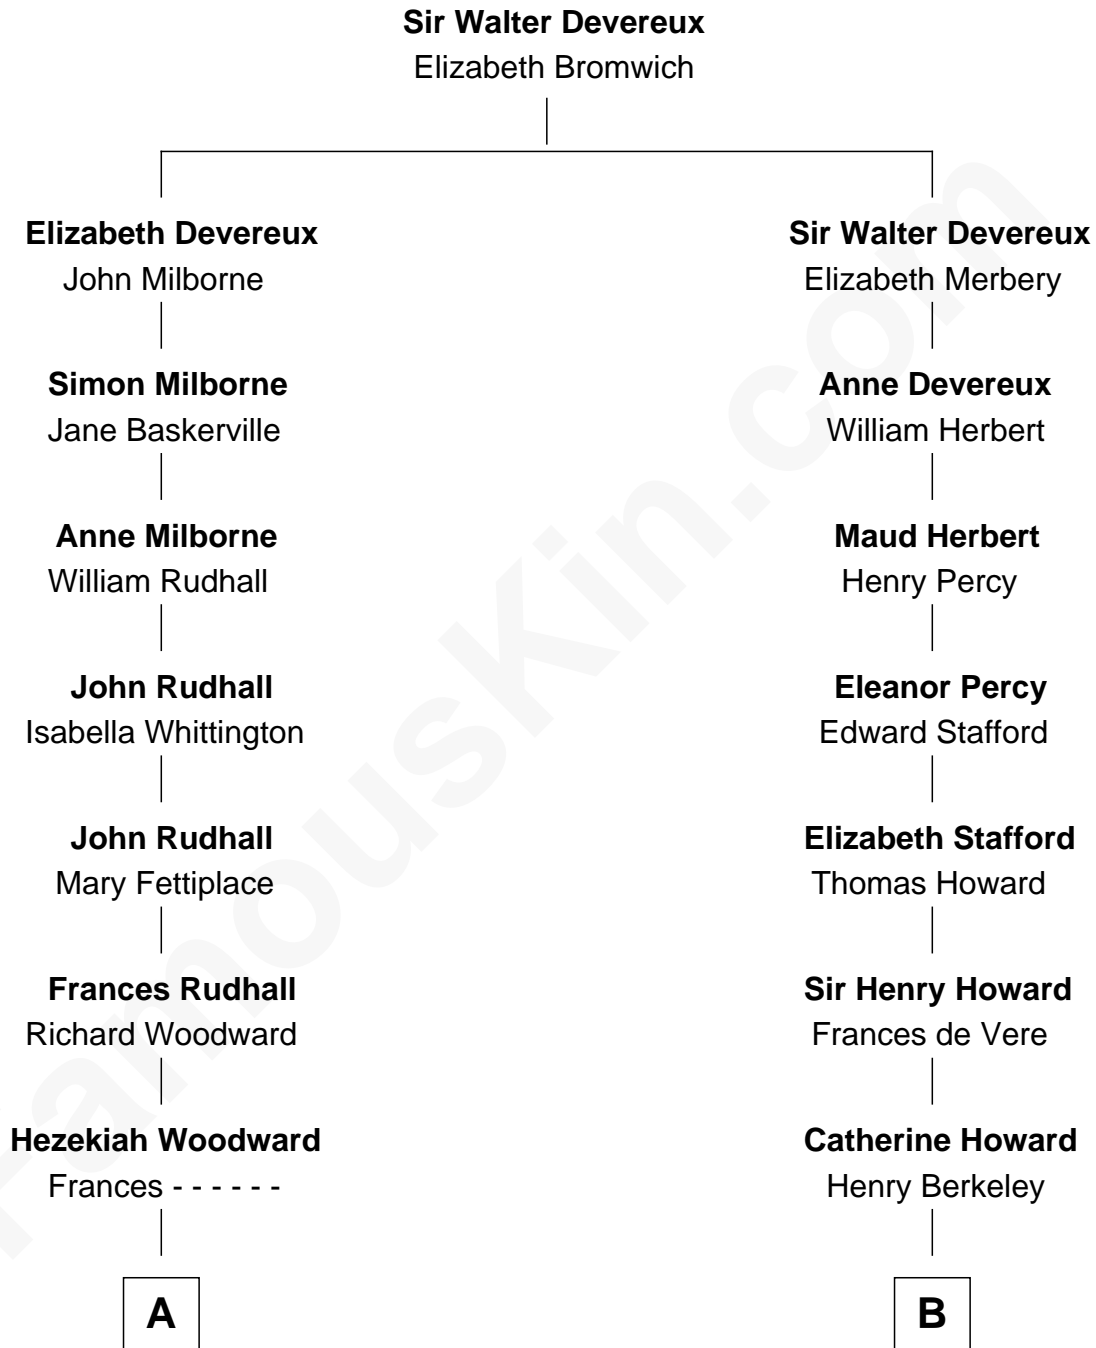 Sir Walter Devereux
Elizabeth Bromwich
Elizabeth Devereux
John Milborne
Simon Milborne
Jane Baskerville
Anne Milborne
William Rudhall
John Rudhall
Isabella Whittington
John Rudhall
Mary Fettiplace
Frances Rudhall
Richard Woodward
Hezekiah Woodward
Frances - - - - - -
A
Sir Walter Devereux
Elizabeth Merbery
Anne Devereux
William Herbert
Maud Herbert
Henry Percy
Eleanor Percy
Edward Stafford
Elizabeth Stafford
Thomas Howard
Sir Henry Howard
Frances de Vere
Catherine Howard
Henry Berkeley
B
FamousKin.com